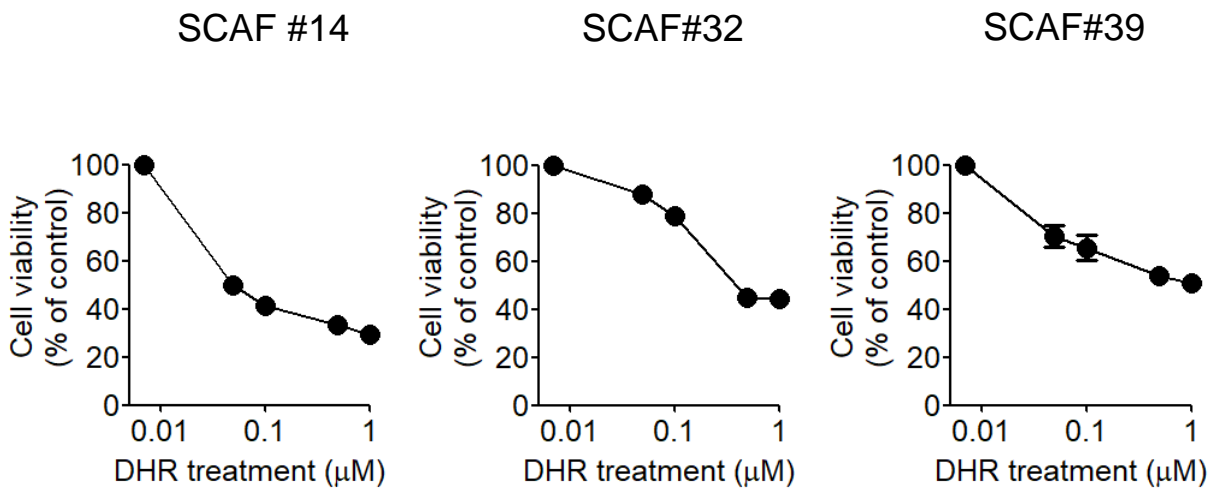 SCAF #14
SCAF#32
SCAF#39
Cell viability
(% of control)
100
80
60
40
20
0
0.01 0.1 1
DHR treatment (μM)
Cell viability
(% of control)
100
80
60
40
20
0
0.01 0.1 1
DHR treatment (μM)
Cell viability
(% of control)
100
80
60
40
20
0
0.01 0.1 1
DHR treatment (μM)